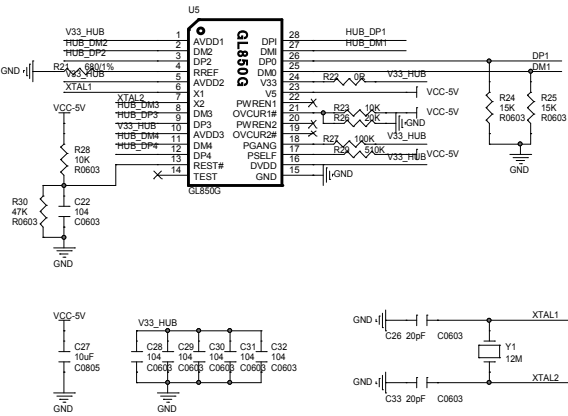 U5
GL850G
V33_HUB 1 AVDD1 DPI 28 HUB_DP1
HUB_DM2 2 DM2 DMI 27 HUB_DM1
HUB_DP2 3 DP2 DP0 26 DP1
GND R21 680/1% 4 RREF DM0 25 DM1
V33_HUB 5 AVDD2 V33 24 R22 0R V33_HUB
XTAL1 6 X1 V5 23 VCC-5V
XTAL2 7 X2 PWREN1 22
HUB_DM3 8 DM3 OVCUR1# 21 R23 10K VCC-5V
HUB_DP3 9 DP3 PWREN2 20 R26 20K GND
V33_HUB 10 AVDD3 OVCUR2# 19
HUB_DM4 11 DM4 PGANG 18 R27 100K V33_HUB
HUB_DP4 12 DP4 PSELF 17 510K VCC-5V
13 REST# DVDD 16 V33_HUB
14 TEST GND 15 GND
GL850G
R24
15K
R0603
R25
15K
R0603
GND
VCC-5V
R28
10K
R0603
R30
47K
R0603
C22
104
C0603
GND
VCC-5V
C27
10uF
C0805
GND
V33_HUB
C28 C29 C30 C31 C32
104 104 104 104 104
C0603 C0603 C0603 C0603 C0603
GND
GND C26 20pF C0603 XTAL1
Y1
12M
GND C33 20pF C0603 XTAL2